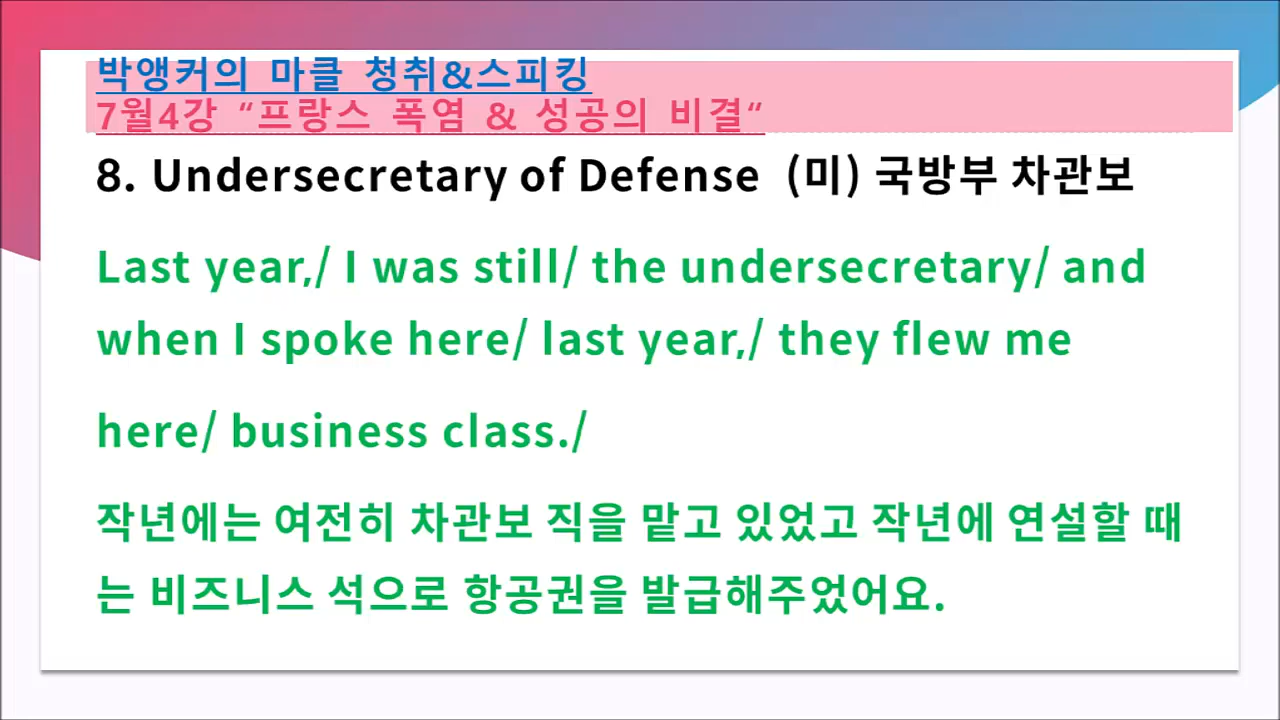 박앵커의 마클 청취&스피킹
7월4강 “프랑스 폭염 & 성공의 비결“
8. Undersecretary of Defense (미) 국방부 차관보
Last year,/ I was still/ the undersecretary/ and
when I spoke here/ last year,/ they flew me
here/ business class./
작년에는 여전히 차관보 직을 맡고 있었고 작년에 연설할 때
는 비즈니스 석으로 항공권을 발급해주었어요.